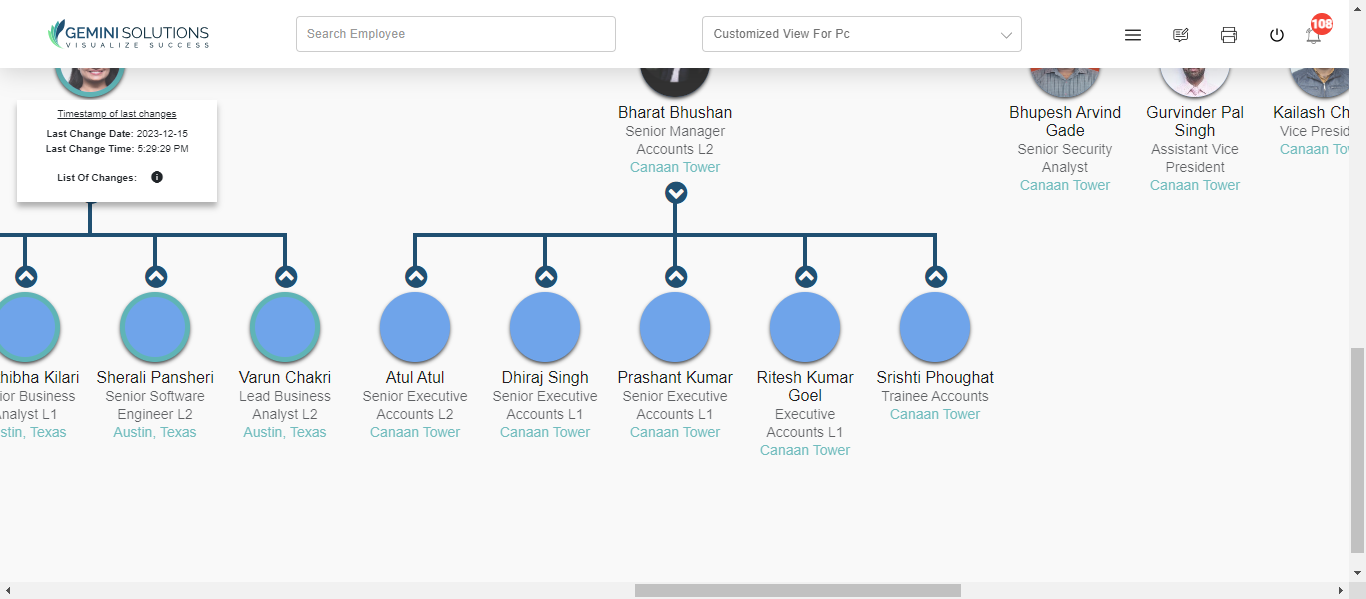 GEMINI SOLUTIONS
VISUALIZE SUCCESS
Search Employee
Customized View For Pc
108
Timestamp of last changes
Last Change Date: 2023-12-15
Last Change Time: 5:29:29 PM
List Of Changes:
Bharat Bhushan
Senior Manager
Accounts L2
Canaan Tower
Bhupesh Arvind
Gade
Senior Security
Analyst
Canaan Tower
Gurvinder Pal
Singh
Assistant Vice
President
Canaan Tower
Kailash Ch
Vice Presid
Canaan Tow
hibha Kilari
ior Business
nalyst L1
stin, Texas
Sherali Pansheri
Senior Software
Engineer L2
Austin, Texas
Varun Chakri
Lead Business
Analyst L2
Austin, Texas
Atul Atul
Senior Executive
Accounts L2
Canaan Tower
Dhiraj Singh
Senior Executive
Accounts L1
Canaan Tower
Prashant Kumar
Senior Executive
Accounts L1
Canaan Tower
Ritesh Kumar
Goel
Executive
Accounts L1
Canaan Tower
Srishti Phoughat
Trainee Accounts
Canaan Tower